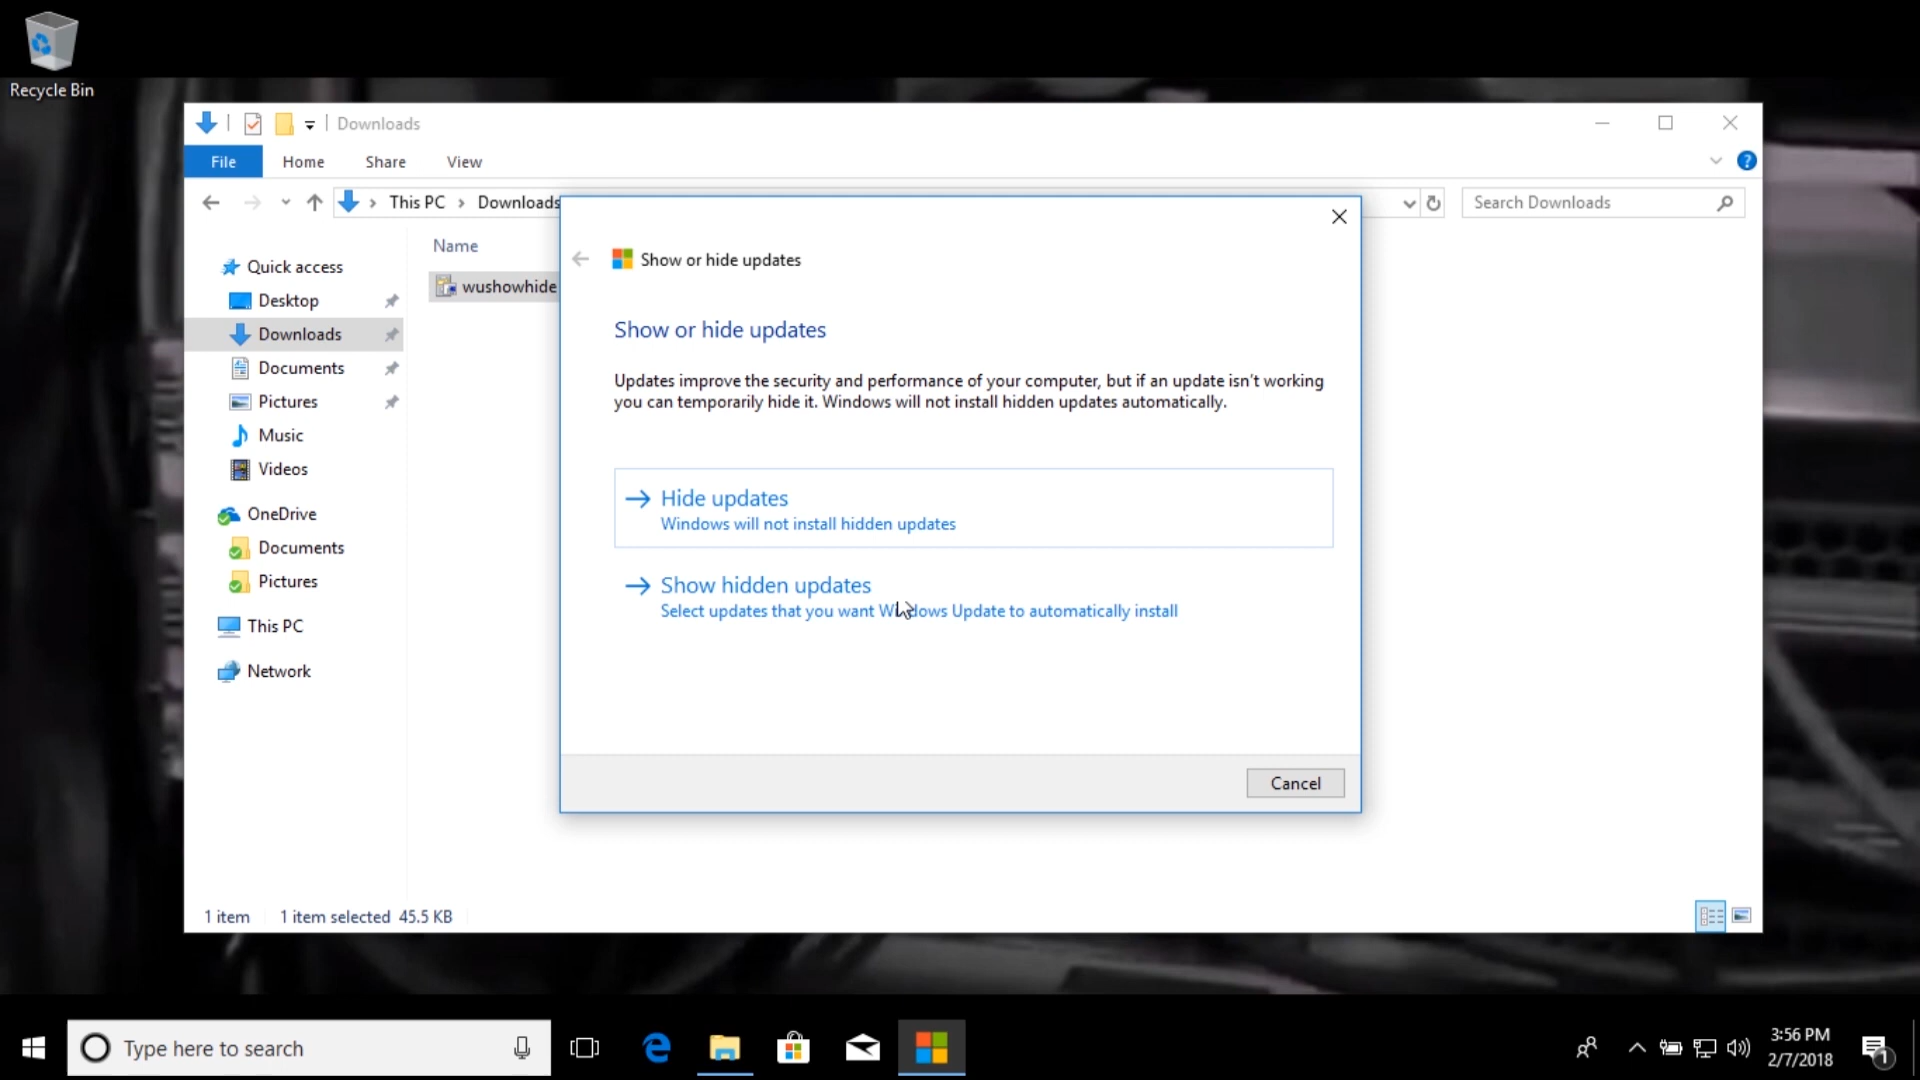 Recycle Bin
Downloads
File
Home
Share
View
This PC
Downloads
Search Downloads
Quick access
Desktop
Downloads
Documents
Pictures
Music
Videos
OneDrive
Documents
Pictures
This PC
Network
Name
wushowhide
Show or hide updates
Show or hide updates
Updates improve the security and performance of your computer, but if an update isn't working
you can temporarily hide it. Windows will not install hidden updates automatically.
Hide updates
Windows will not install hidden updates
Show hidden updates
Select updates that you want Windows Update to automatically install
Cancel
1 item
1 item selected 45.5 KB
Type here to search
3:56 PM
2/7/2018
1